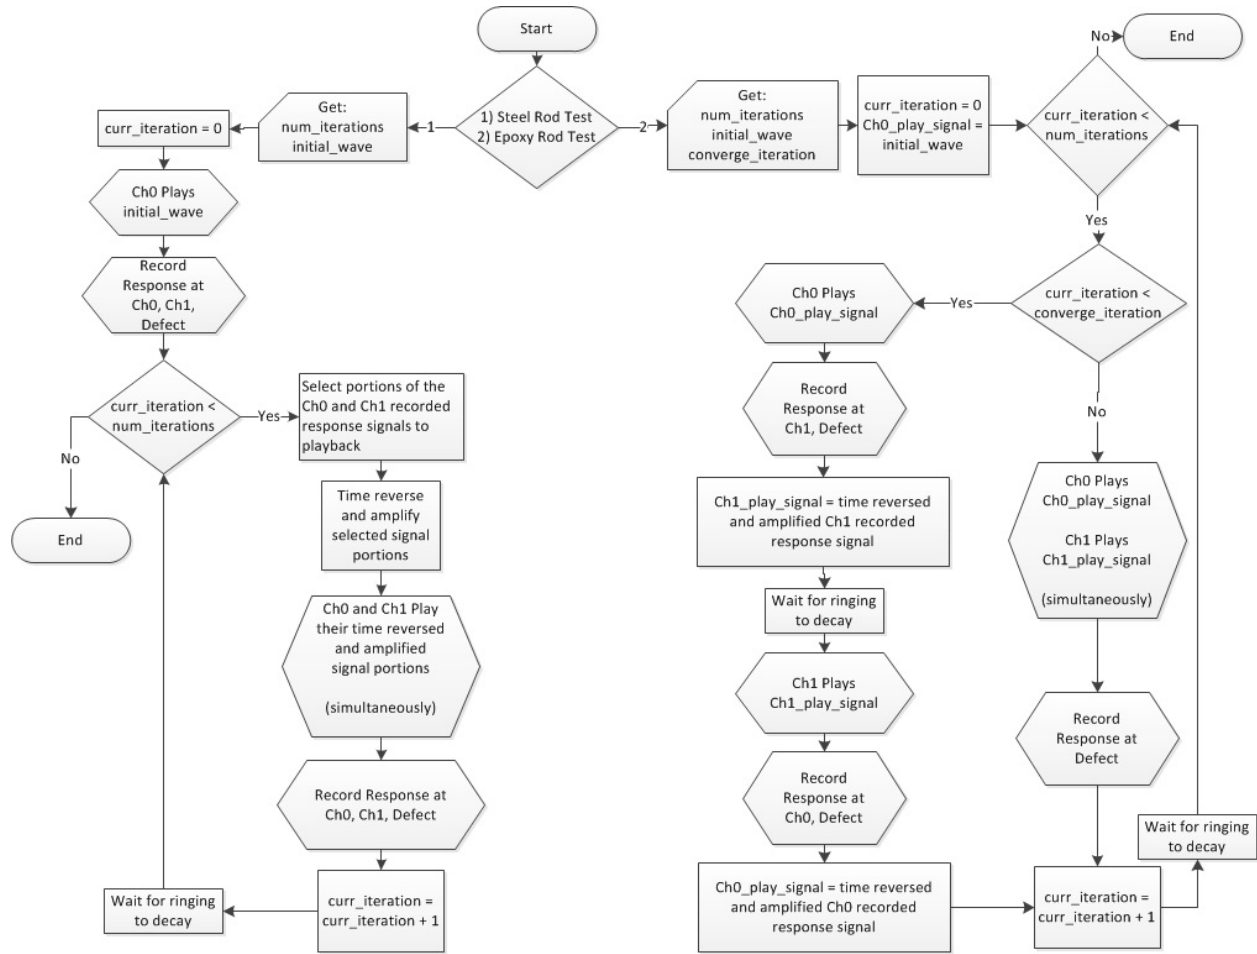 Start
1) Steel Rod Test
2) Epoxy Rod Test
1
Get:
num_iterations
initial_wave
curr_iteration = 0
Ch0 Plays
initial_wave
Record
Response at
Ch0, Ch1,
Defect
curr_iteration <
num_iterations
No
End
Yes
Select portions of the
Ch0 and Ch1 recorded
response signals to
playback
Time reverse
and amplify
selected signal
portions
Ch0 and Ch1 Play
their time reversed
and amplified
signal portions
(simultaneously)
Record Response at
Ch0, Ch1, Defect
curr_iteration =
curr_iteration + 1
Wait for ringing
to decay
2
Get:
num_iterations
initial_wave
converge_iteration
curr_iteration = 0
Ch0_play_signal =
initial_wave
curr_iteration <
num_iterations
No
End
Yes
curr_iteration <
converge_iteration
Yes
Ch0 Plays
Ch0_play_signal
Record
Response at
Ch1, Defect
Ch1_play_signal = time reversed
and amplified Ch1 recorded
response signal
Wait for ringing
to decay
Ch1 Plays
Ch1_play_signal
Record
Response at
Ch0, Defect
Ch0_play_signal = time reversed
and amplified Ch0 recorded
response signal
No
Ch0 Plays
Ch0_play_signal
Ch1 Plays
Ch1_play_signal
(simultaneously)
Record
Response at
Defect
curr_iteration =
curr_iteration + 1
Wait for ringing
to decay